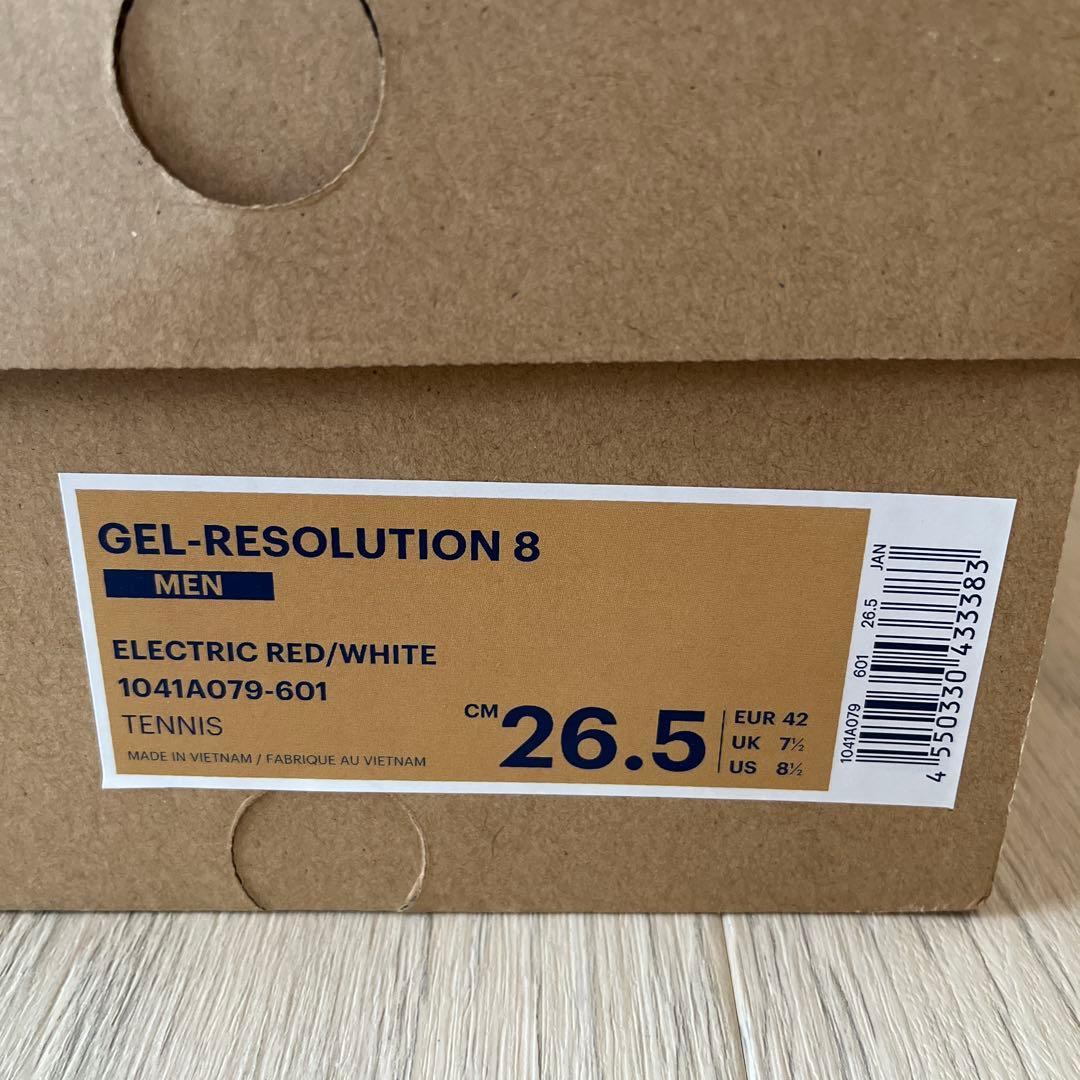 GEL-RESOLUTION 8
MEN
ELECTRIC RED/WHITE
1041A079-601
TENNIS
MADE IN VIETNAM / FABRIQUE AU VIETNAM
CM 26.5
EUR 42
UK 7½
US 8½
1041A079 601 26.5 JAN
4 550330 433383